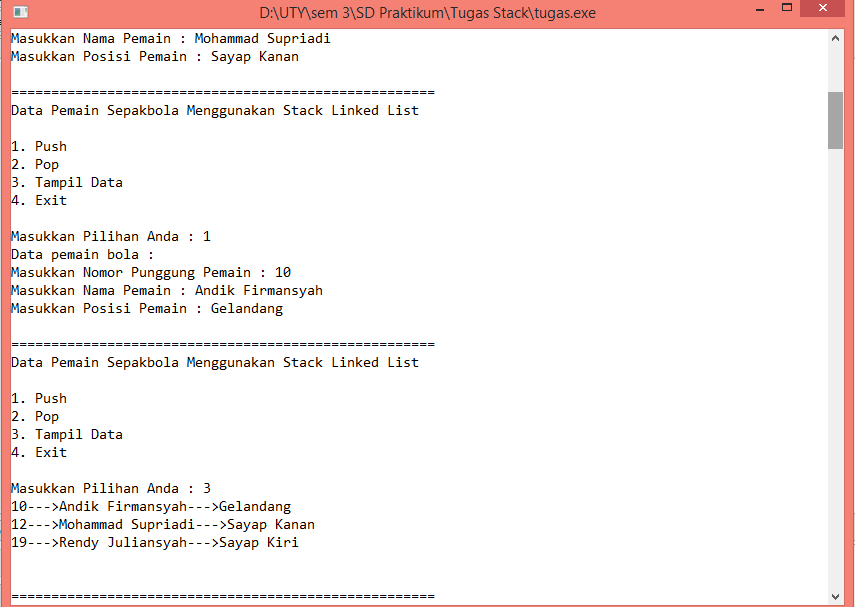 D:\UTY\sem 3\SD Praktikum\Tugas Stack\tugas.exe
Masukkan Nama Pemain : Mohammad Supriadi
Masukkan Posisi Pemain : Sayap Kanan
=====================================================
Data Pemain Sepakbola Menggunakan Stack Linked List
1. Push
2. Pop
3. Tampil Data
4. Exit
Masukkan Pilihan Anda : 1
Data pemain bola :
Masukkan Nomor Punggung Pemain : 10
Masukkan Nama Pemain : Andik Firmansyah
Masukkan Posisi Pemain : Gelandang
=====================================================
Data Pemain Sepakbola Menggunakan Stack Linked List
1. Push
2. Pop
3. Tampil Data
4. Exit
Masukkan Pilihan Anda : 3
10--->Andik Firmansyah--->Gelandang
12--->Mohammad Supriadi--->Sayap Kanan
19--->Rendy Juliansyah--->Sayap Kiri
=====================================================